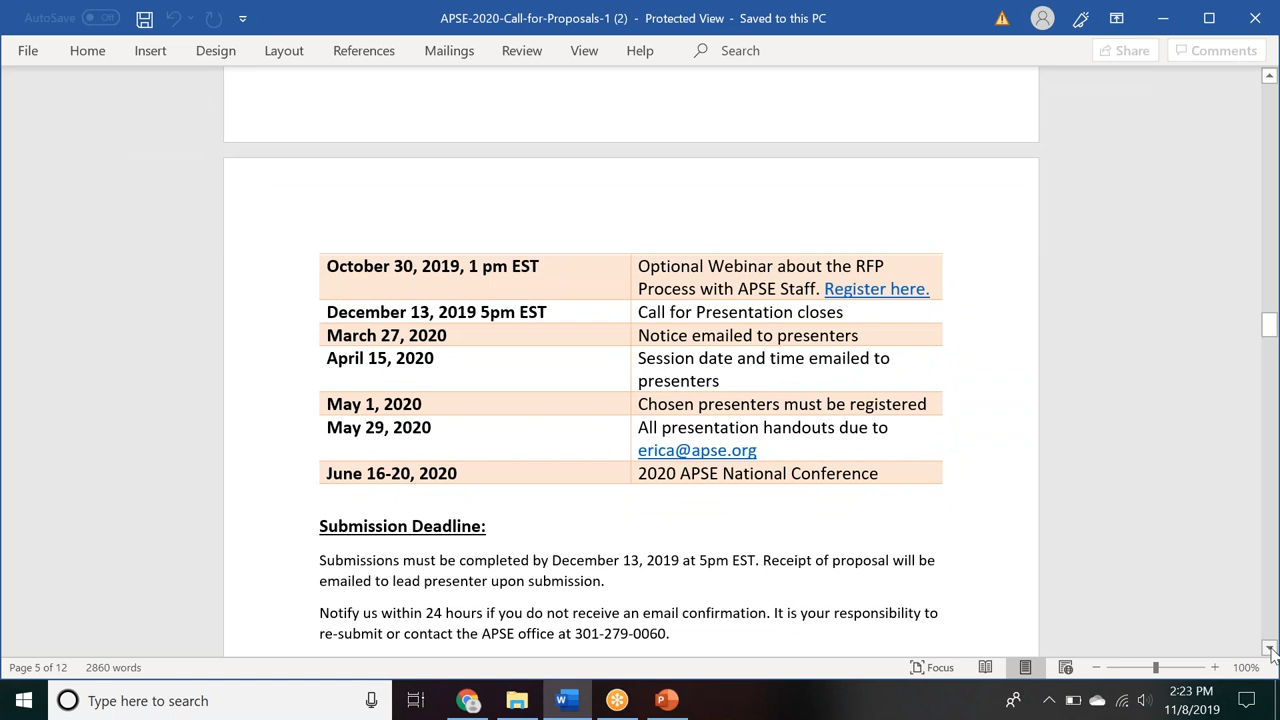 AutoSave Off APSE-2020-Call-for-Proposals-1 (2) - Protected View - Saved to this PC
File Home Insert Design Layout References Mailings Review View Help Search Share Comments
October 30, 2019, 1 pm EST
Optional Webinar about the RFP
Process with APSE Staff. Register here.
December 13, 2019 5pm EST
Call for Presentation closes
March 27, 2020
Notice emailed to presenters
April 15, 2020
Session date and time emailed to
presenters
May 1, 2020
Chosen presenters must be registered
May 29, 2020
All presentation handouts due to
erica@apse.org
June 16-20, 2020
2020 APSE National Conference
Submission Deadline:
Submissions must be completed by December 13, 2019 at 5pm EST. Receipt of proposal will be
emailed to lead presenter upon submission.
Notify us within 24 hours if you do not receive an email confirmation. It is your responsibility to
re-submit or contact the APSE office at 301-279-0060.
Page 5 of 12 2860 words Focus 100%
Type here to search
2:23 PM
11/8/2019